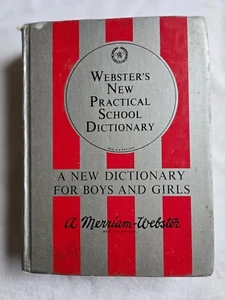 WEBSTER'S
NEW
PRACTICAL
SCHOOL
DICTIONARY
A NEW DICTIONARY
FOR BOYS AND GIRLS
A Merriam-Webster